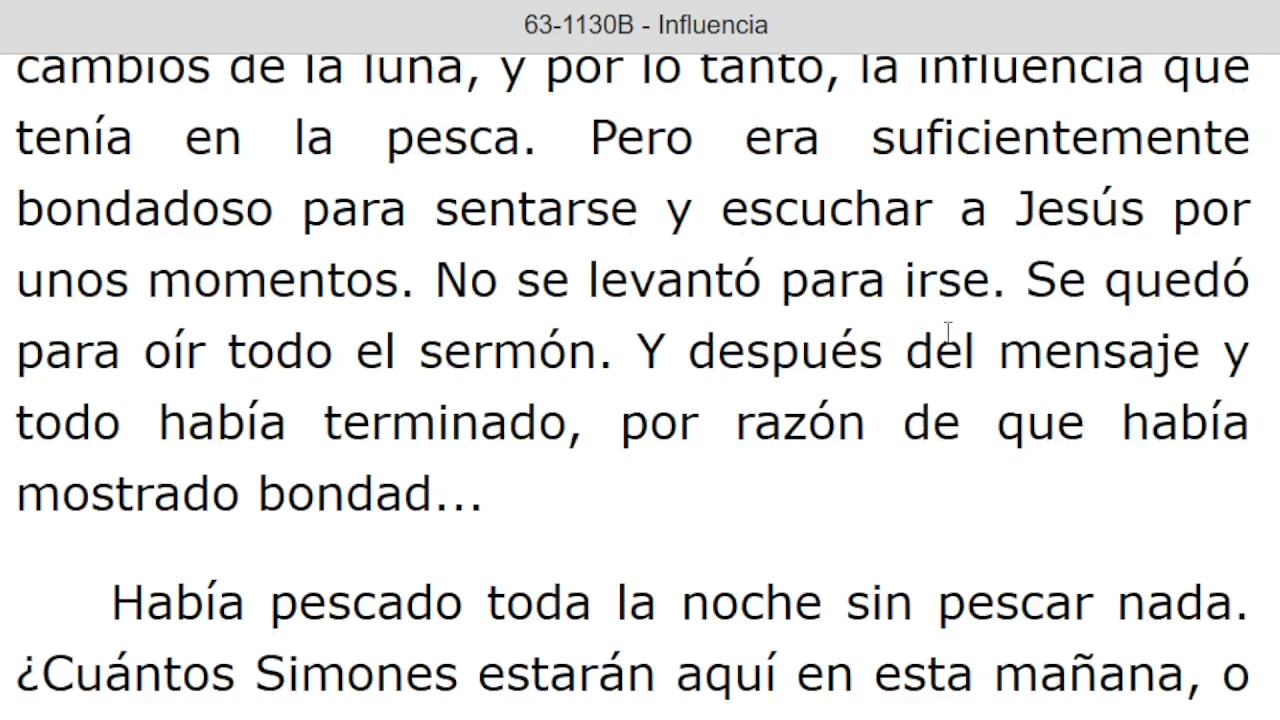 63-1130B - Influencia
cambios de la luna, y por lo tanto, la influencia que
tenía en la pesca. Pero era suficientemente
bondadoso para sentarse y escuchar a Jesús por
unos momentos. No se levantó para irse. Se quedó
para oír todo el sermón. Y después del mensaje y
todo había terminado, por razón de que había
mostrado bondad...
Había pescado toda la noche sin pescar nada.
¿Cuántos Simones estarán aquí en esta mañana, o